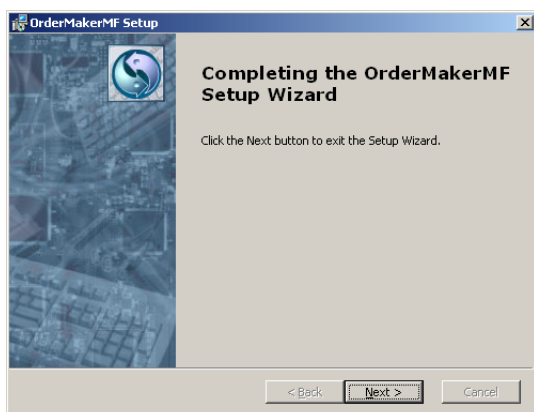 OrderMakerMF Setup
Completing the OrderMakerMF
Setup Wizard
Click the Next button to exit the Setup Wizard.
< Back
Next >
Cancel